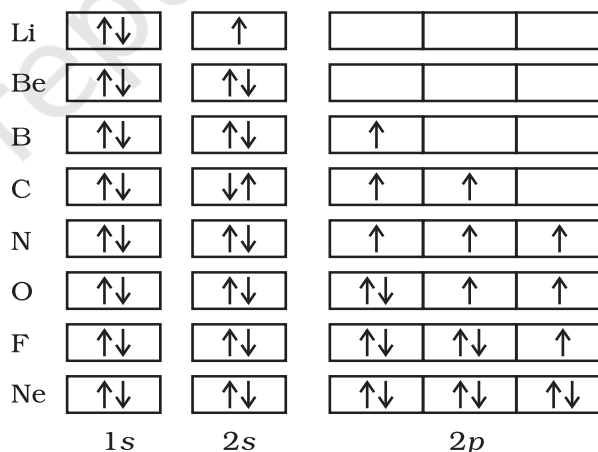 Li ↑↓ ↑
Be ↑↓ ↑↓
B ↑↓ ↑↓ ↑
C ↑↓ ↓↑ ↑ ↑
N ↑↓ ↑↓ ↑ ↑ ↑
O ↑↓ ↑↓ ↑↓ ↑ ↑
F ↑↓ ↑↓ ↑↓ ↑↓ ↑
Ne ↑↓ ↑↓ ↑↓ ↑↓ ↑↓
1s 2s 2p